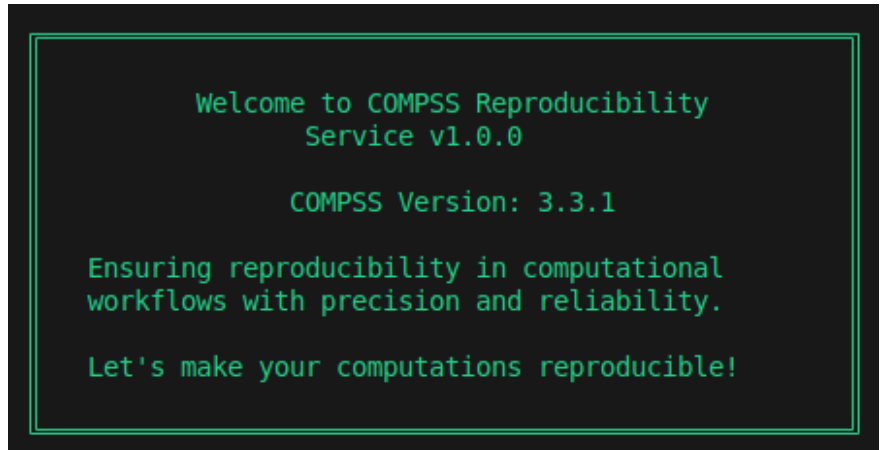 Welcome to COMPSS Reproducibility
Service v1.0.0
COMPSS Version: 3.3.1
Ensuring reproducibility in computational
workflows with precision and reliability.
Let's make your computations reproducible!